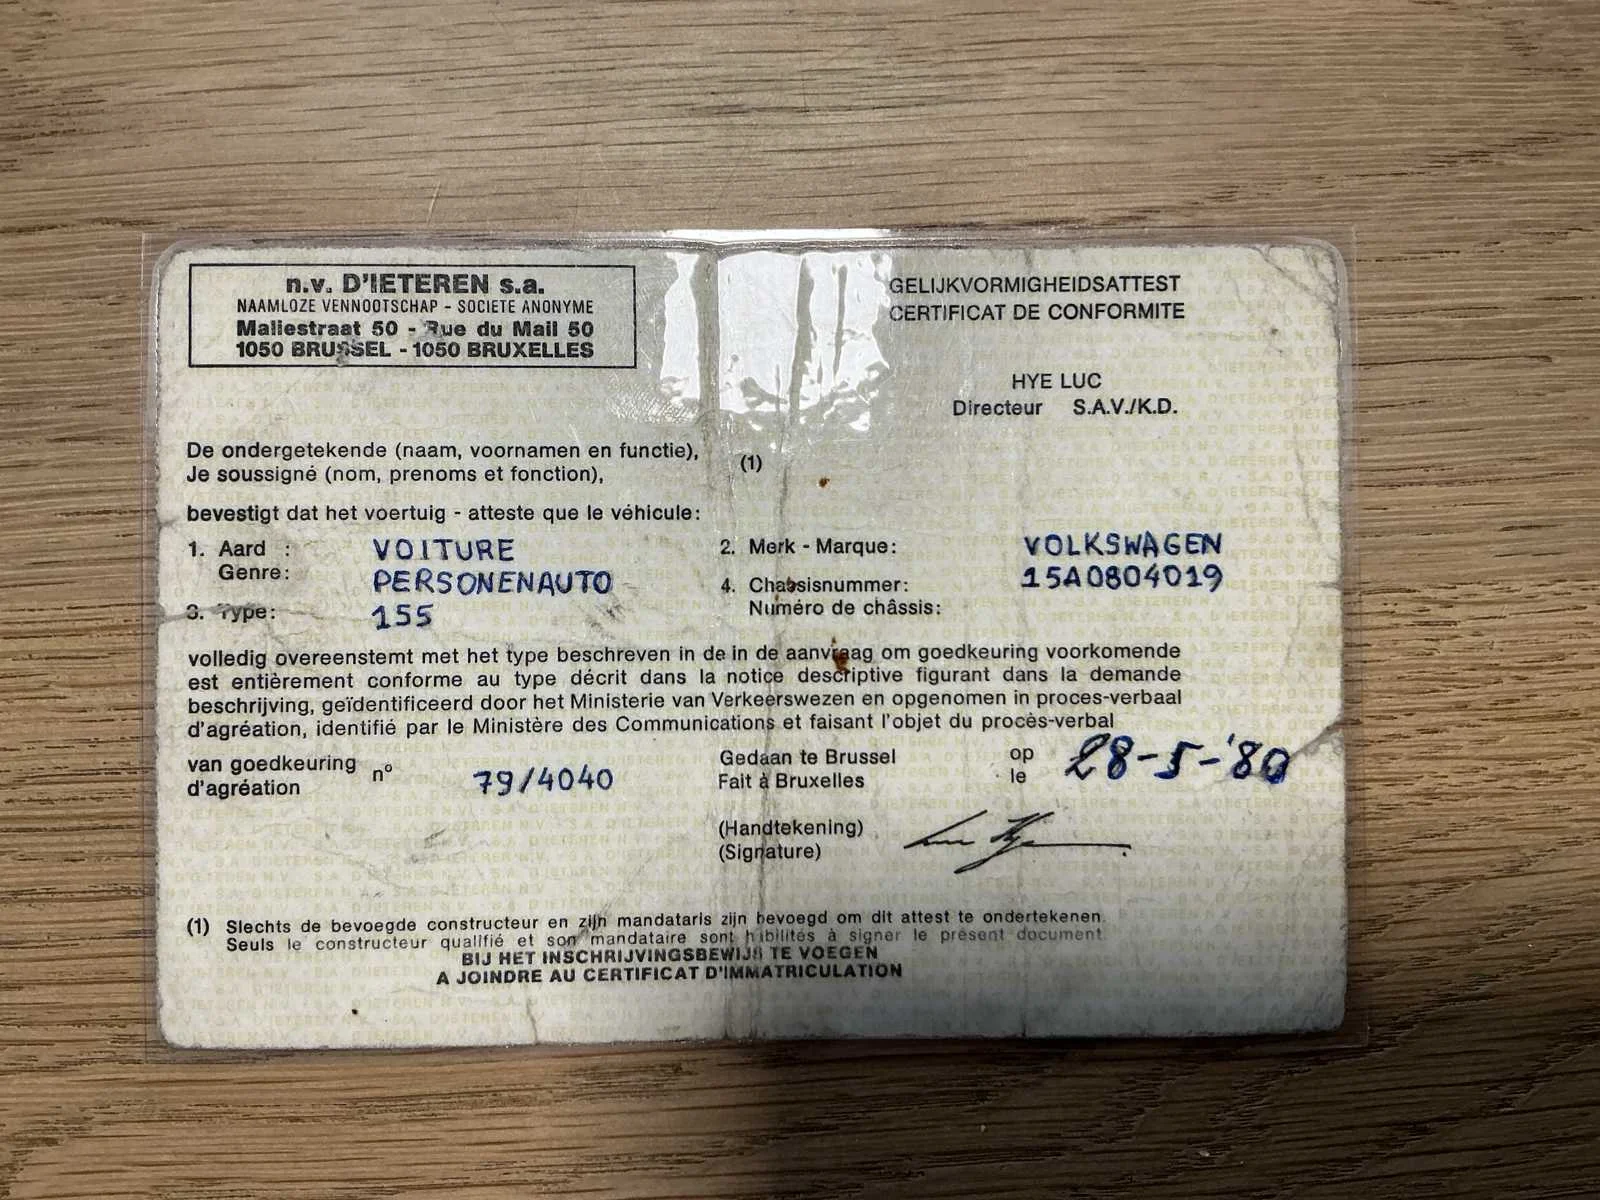 n.v. D'IETEREN s.a.
NAAMLOZE VENNOOTSCHAP - SOCIETE ANONYME
Maliestraat 50 - Rue du Mail 50
1050 BRUSSEL - 1050 BRUXELLES
GELIJKVORMIGHEIDSATTEST
CERTIFICAT DE CONFORMITE
HYE LUC
Directeur S.A.V./K.D.
De ondergetekende (naam, voornamen en functie),
Je soussigné (nom, prenoms et fonction),
(1)
bevestigt dat het voertuig - atteste que le véhicule:
1. Aard : VOITURE
Genre: PERSONENAUTO
2. Merk - Marque: VOLKSWAGEN
3. Type: 155
4. Chassisnummer: 15A0804019
Numéro de châssis:
volledig overeenstemt met het type beschreven in de in de aanvraag om goedkeuring voorkomende
est entièrement conforme au type décrit dans la notice descriptive figurant dans la demande
beschrijving, geïdentificeerd door het Ministerie van Verkeerswezen en opgenomen in proces-verbaal
d'agréation, identifié par le Ministère des Communications et faisant l'objet du procès-verbal
van goedkeuring
d'agréation
nº 79/4040
Gedaan te Brussel op
Fait à Bruxelles le
28-5-'80
(Handtekening)
(Signature)
(1) Slechts de bevoegde constructeur en zijn mandataris zijn bevoegd om dit attest te ondertekenen.
Seuls le constructeur qualifié et son mandataire sont habilités à signer le présent document.
BIJ HET INSCHRIJVINGSBEWIJS TE VOEGEN
A JOINDRE AU CERTIFICAT D'IMMATRICULATION